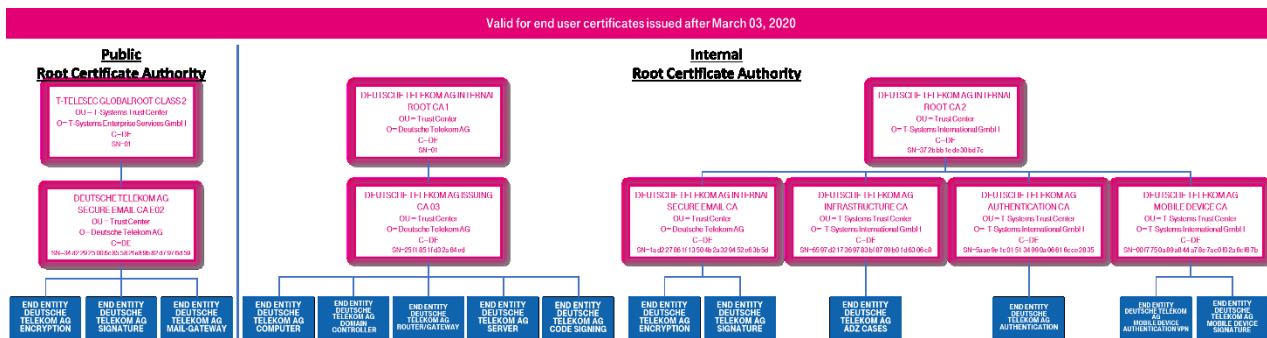 Valid for end user certificates issued after March 03, 2020
Public
Root Certificate Authority
Internal
Root Certificate Authority
T-TELESEC GLOBALROOT CLASS 2
OU – T-Systems Trust Center
O – T-Systems Enterprise Services GmbH
C–DE
SN–01
DEUTSCHE TELEKOM AG INTERNAL
ROOT CA 1
OU – Trust Center
O – Deutsche Telekom AG
C–DE
SN–01
DEUTSCHE TELEKOM AG INTERNAL
ROOT CA 2
OU – Trust Center
O – T-Systems International GmbH
C–DE
DEUTSCHE TELEKOM AG
SECURE EMAIL CA E02
OU – Trust Center
O – Deutsche Telekom AG
C–DE
DEUTSCHE TELEKOM AG ISSUING
CA 03
OU – Trust Center
O – Deutsche Telekom AG
C–DE
DEUTSCHE TELEKOM AG INTERNAL
SECURE EMAIL CA
OU – Trust Center
O – Deutsche Telekom AG
C–DE
DEUTSCHE TELEKOM AG
INFRASTRUCTURE CA
OU – T Systems Trust Center
OU – T Systems International GmbH
C–DE
DEUTSCHE TELEKOM AG
AUTHENTICATION CA
OU – T Systems Trust Center
OU – T Systems International GmbH
C–DE
DEUTSCHE TELEKOM AG
MOBILE DEVICE CA
OU – T Systems Trust Center
OU – T Systems International GmbH
C–DE
END ENTITY
DEUTSCHE
TELEKOM AG
ENCRYPTION
END ENTITY
DEUTSCHE
TELEKOM AG
SIGNATURE
END ENTITY
DEUTSCHE
TELEKOM AG
MAIL-GATEWAY
END ENTITY
DEUTSCHE
TELEKOM AG
COMPUTER
END ENTITY
DEUTSCHE
TELEKOM AG
DOMAIN
CONTROLLER
END ENTITY
DEUTSCHE
TELEKOM AG
ROUTER/GATEWAY
END ENTITY
DEUTSCHE
TELEKOM AG
SERVER
END ENTITY
DEUTSCHE
TELEKOM AG
CODE SIGNING
END ENTITY
DEUTSCHE
TELEKOM AG
ENCRYPTION
END ENTITY
DEUTSCHE
TELEKOM AG
SIGNATURE
END ENTITY
DEUTSCHE
TELEKOM AG
ADZ CASES
END ENTITY
DEUTSCHE
TELEKOM AG
AUTHENTICATION
END ENTITY
DEUTSCHE TELEKOM
AG
MOBILE DEVICE
AUTHENTICATION VPN
END ENTITY
DEUTSCHE
TELEKOM AG
MOBILE DEVICE
SIGNATURE